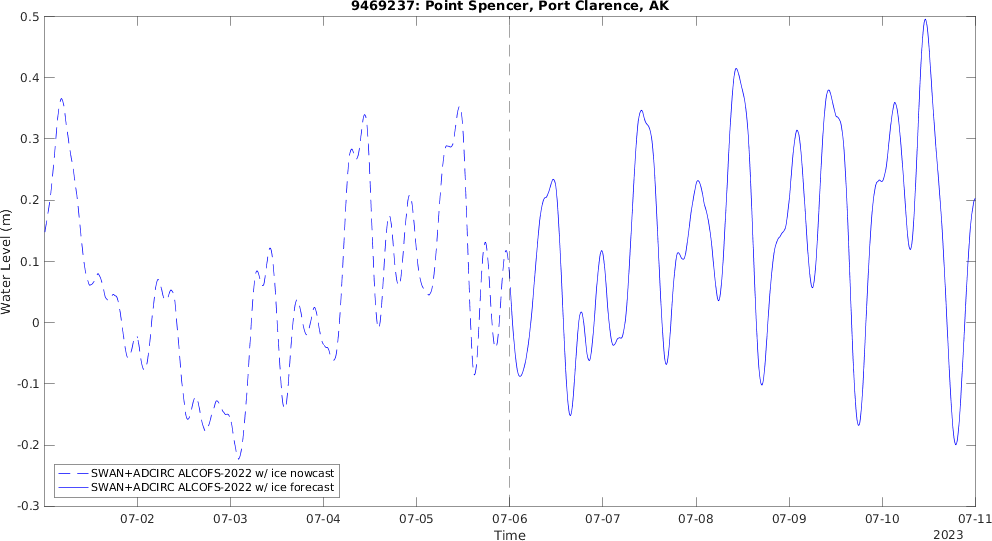 9469237: Point Spencer, Port Clarence, AK
0.5
0.4
0.3
0.2
0.1
0
-0.1
-0.2
-0.3
Water Level (m)
SWAN+ADCIRC ALCOFS-2022 w/ ice nowcast
SWAN+ADCIRC ALCOFS-2022 w/ ice forecast
07-02 07-03 07-04 07-05 07-06 07-07 07-08 07-09 07-10 07-11
Time
2023